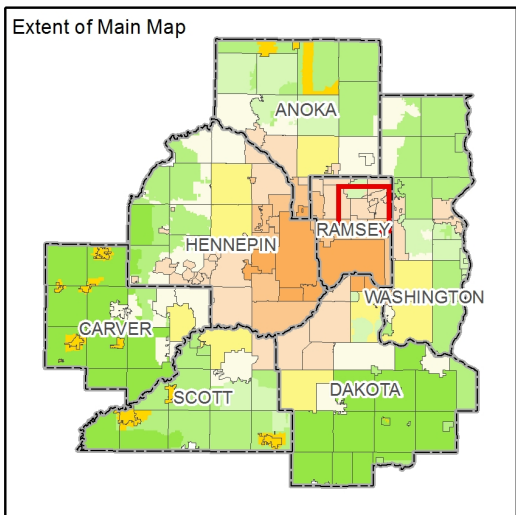 Extent of Main Map
ANOKA
RAMSEY
HENNEPIN
WASHINGTON
CARVER
DAKOTA
SCOTT